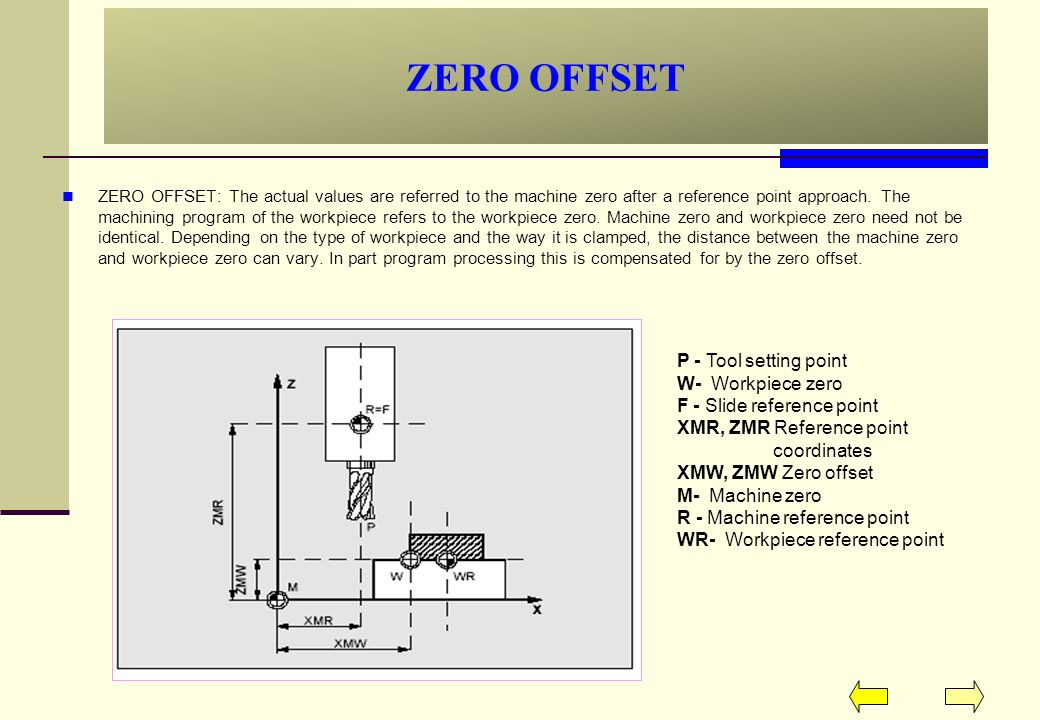 ZERO OFFSET
ZERO OFFSET: The actual values are referred to the machine zero after a reference point approach. The
machining program of the workpiece refers to the workpiece zero. Machine zero and workpiece zero need not be
identical. Depending on the type of workpiece and the way it is clamped, the distance between the machine zero
and workpiece zero can vary. In part program processing this is compensated for by the zero offset.
P - Tool setting point
W- Workpiece zero
F - Slide reference point
XMR, ZMR Reference point
coordinates
XMW, ZMW Zero offset
M- Machine zero
R - Machine reference point
WR- Workpiece reference point
Z
R=F
ZMR
P
ZMW
W
WR
M
X
XMR
XMW